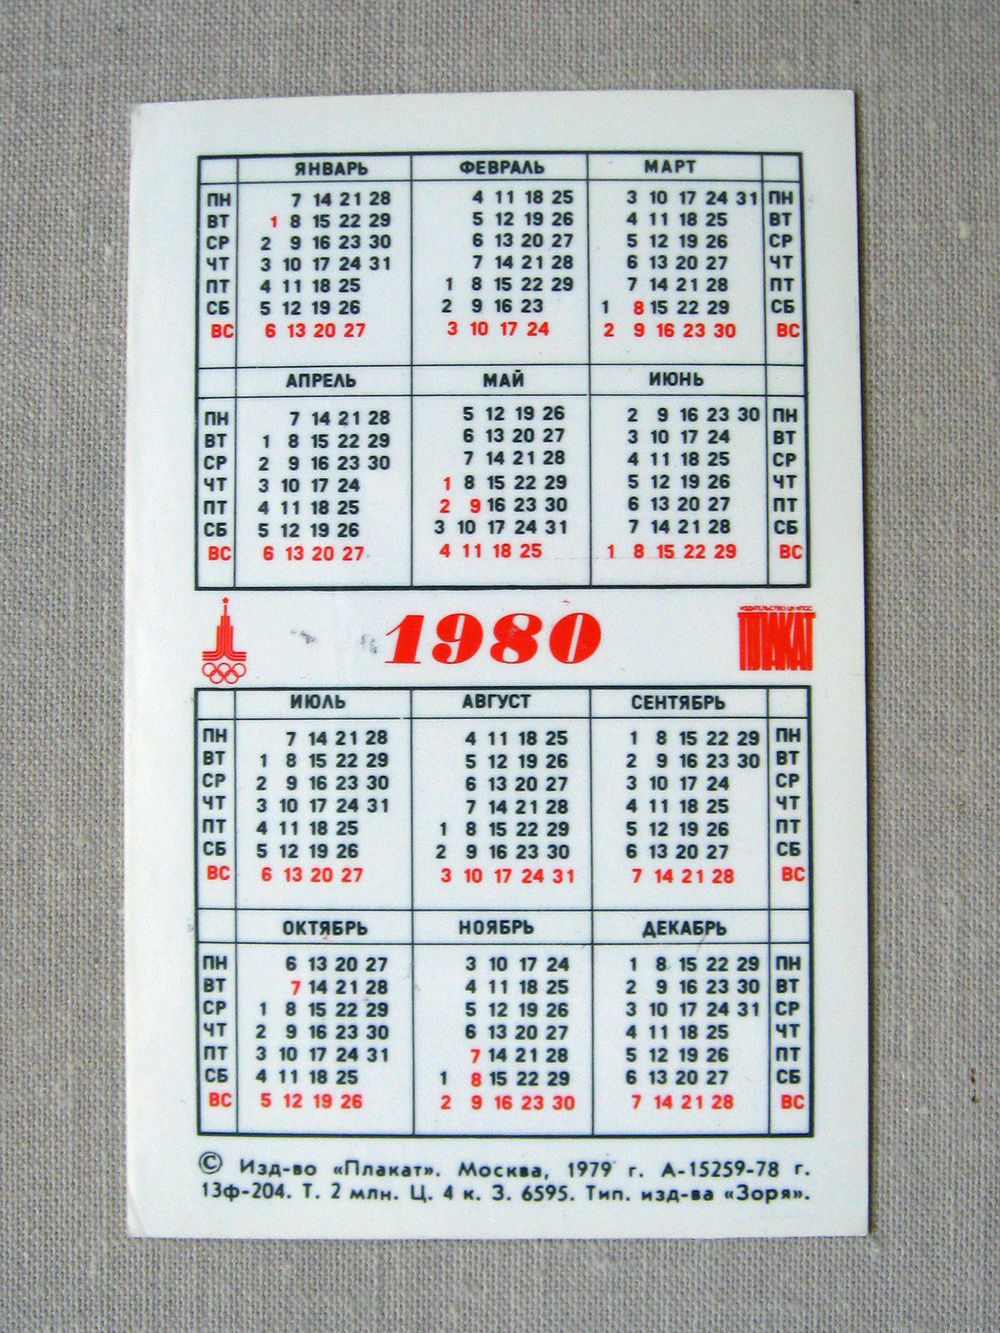 ЯНВАРЬ ФЕВРАЛЬ МАРТ
ПН 7 14 21 28 4 11 18 25 3 10 17 24 31 ПН
ВТ 1 8 15 22 29 5 12 19 26 4 11 18 25 ВТ
СР 2 9 16 23 30 6 13 20 27 5 12 19 26 СР
ЧТ 3 10 17 24 31 7 14 21 28 6 13 20 27 ЧТ
ПТ 4 11 18 25 1 8 15 22 29 7 14 21 28 ПТ
СБ 5 12 19 26 2 9 16 23 1 8 15 22 29 СБ
ВС 6 13 20 27 3 10 17 24 2 9 16 23 30 ВС
АПРЕЛЬ МАЙ ИЮНЬ
ПН 7 14 21 28 5 12 19 26 2 9 16 23 30 ПН
ВТ 1 8 15 22 29 6 13 20 27 3 10 17 24 ВТ
СР 2 9 16 23 30 7 14 21 28 4 11 18 25 СР
ЧТ 3 10 17 24 1 8 15 22 29 5 12 19 26 ЧТ
ПТ 4 11 18 25 2 9 16 23 30 6 13 20 27 ПТ
СБ 5 12 19 26 3 10 17 24 31 7 14 21 28 СБ
ВС 6 13 20 27 4 11 18 25 1 8 15 22 29 ВС
ИЗДАТЕЛЬСТВО ЦК КПСС
1980 ПЛАКАТ
ИЮЛЬ АВГУСТ СЕНТЯБРЬ
ПН 7 14 21 28 4 11 18 25 1 8 15 22 29 ПН
ВТ 1 8 15 22 29 5 12 19 26 2 9 16 23 30 ВТ
СР 2 9 16 23 30 6 13 20 27 3 10 17 24 СР
ЧТ 3 10 17 24 31 7 14 21 28 4 11 18 25 ЧТ
ПТ 4 11 18 25 1 8 15 22 29 5 12 19 26 ПТ
СБ 5 12 19 26 2 9 16 23 30 6 13 20 27 СБ
ВС 6 13 20 27 3 10 17 24 31 7 14 21 28 ВС
ОКТЯБРЬ НОЯБРЬ ДЕКАБРЬ
ПН 6 13 20 27 3 10 17 24 1 8 15 22 29 ПН
ВТ 7 14 21 28 4 11 18 25 2 9 16 23 30 ВТ
СР 1 8 15 22 29 5 12 19 26 3 10 17 24 31 СР
ЧТ 2 9 16 23 30 6 13 20 27 4 11 18 25 ЧТ
ПТ 3 10 17 24 31 7 14 21 28 5 12 19 26 ПТ
СБ 4 11 18 25 1 8 15 22 29 6 13 20 27 СБ
ВС 5 12 19 26 2 9 16 23 30 7 14 21 28 ВС
© Изд-во «Плакат». Москва, 1979 г. А-15259-78 г.
13ф-204. Т. 2 млн. Ц. 4 к. З. 6595. Тип. изд-ва «Зоря».